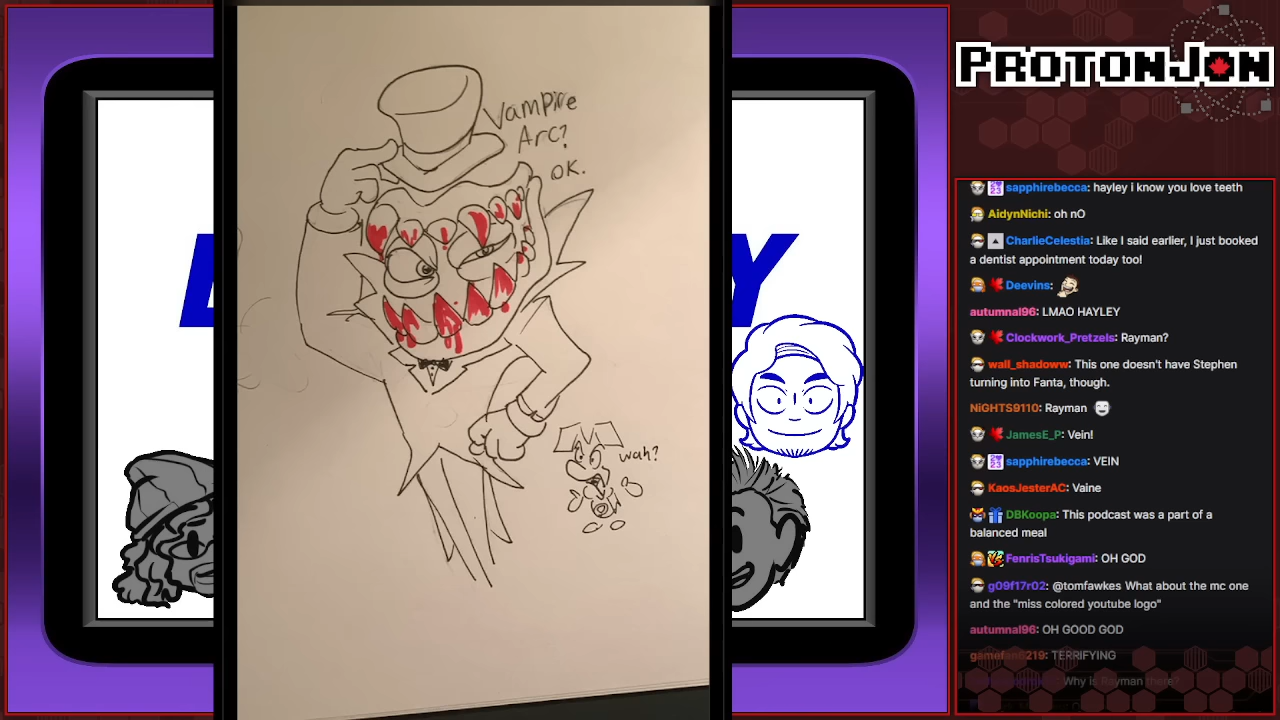 Vampire
Arc?
OK.
wah?
Y
PROTONJON
sapphirebecca: hayley i know you love teeth
AidynNichi: oh nO
CharlieCelestia: Like I said earlier, I just booked
a dentist appointment today too!
Deevins:
autumnal96: LMAO HAYLEY
Clockwork_Pretzels: Rayman?
wall_shadoww: This one doesn't have Stephen
turning into Fanta, though.
NiGHTS9110: Rayman
JamesE_P: Vein!
sapphirebecca: VEIN
KaosJesterAC: Vaine
DBKoopa: This podcast was a part of a
balanced meal
FenrisTsukigami: OH GOD
g09f17r02: @tomfawkes What about the mc one
and the "miss colored youtube logo"
autumnal96: OH GOOD GOD
TERRIFYING
Why is Rayman there?